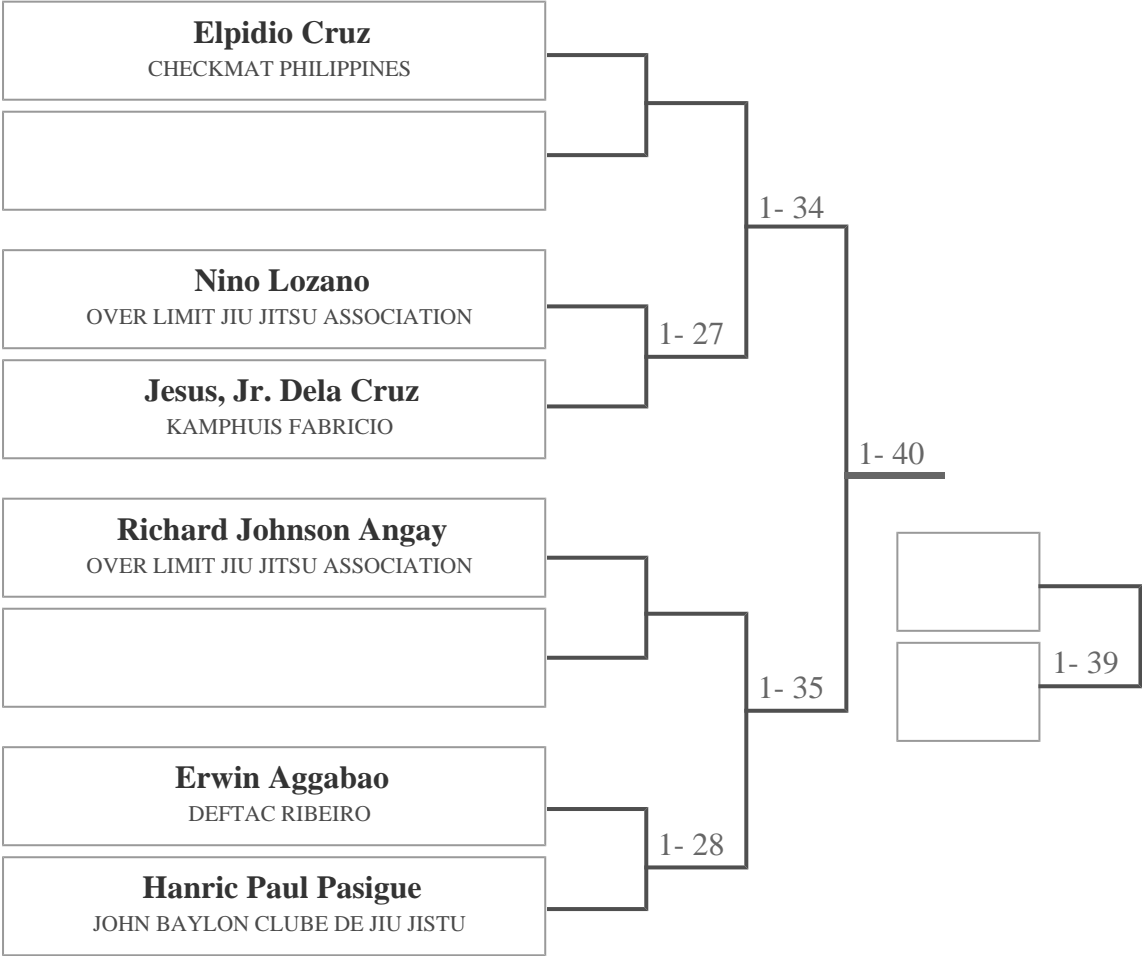 Elpidio Cruz
CHECKMAT PHILIPPINES
1- 34
Nino Lozano
OVER LIMIT JIU JITSU ASSOCIATION
1- 27
Jesus, Jr. Dela Cruz
KAMPHUIS FABRICIO
1- 40
Richard Johnson Angay
OVER LIMIT JIU JITSU ASSOCIATION
1- 39
1- 35
Erwin Aggabao
DEFTAC RIBEIRO
1- 28
Hanric Paul Pasigue
JOHN BAYLON CLUBE DE JIU JISTU